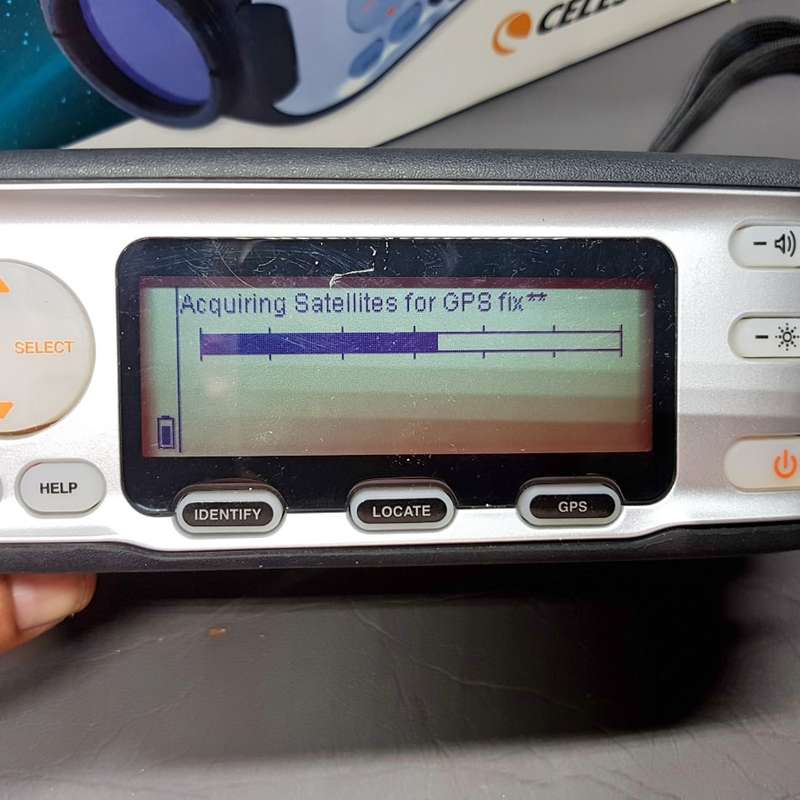 CELES
Acquiring Satellites for GPS fix**
SELECT
HELP
IDENTIFY
LOCATE
GPS